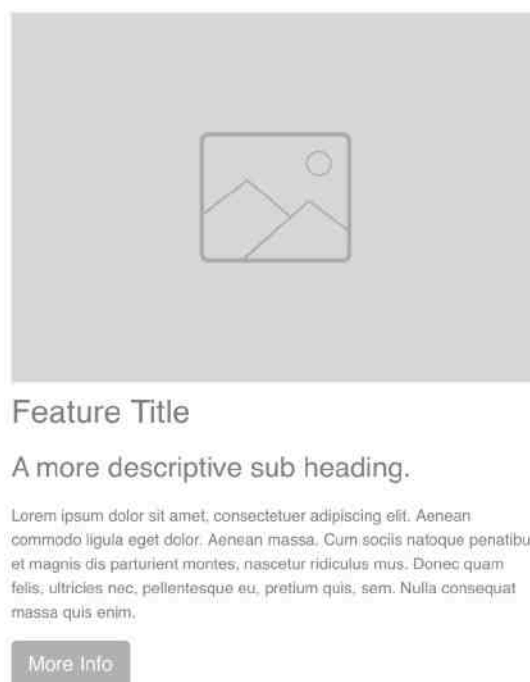 Feature Title
A more descriptive sub heading.
Lorem ipsum dolor sit amet, consectetuer adipiscing elit. Aenean
commodo ligula eget dolor. Aenean massa. Cum sociis natoque penatibu
et magnis dis parturient montes, nascetur ridiculus mus. Donec quam
felis, ultricies nec, pellentesque eu, pretium quis, sem. Nulla consequat
massa quis enim.
More Info